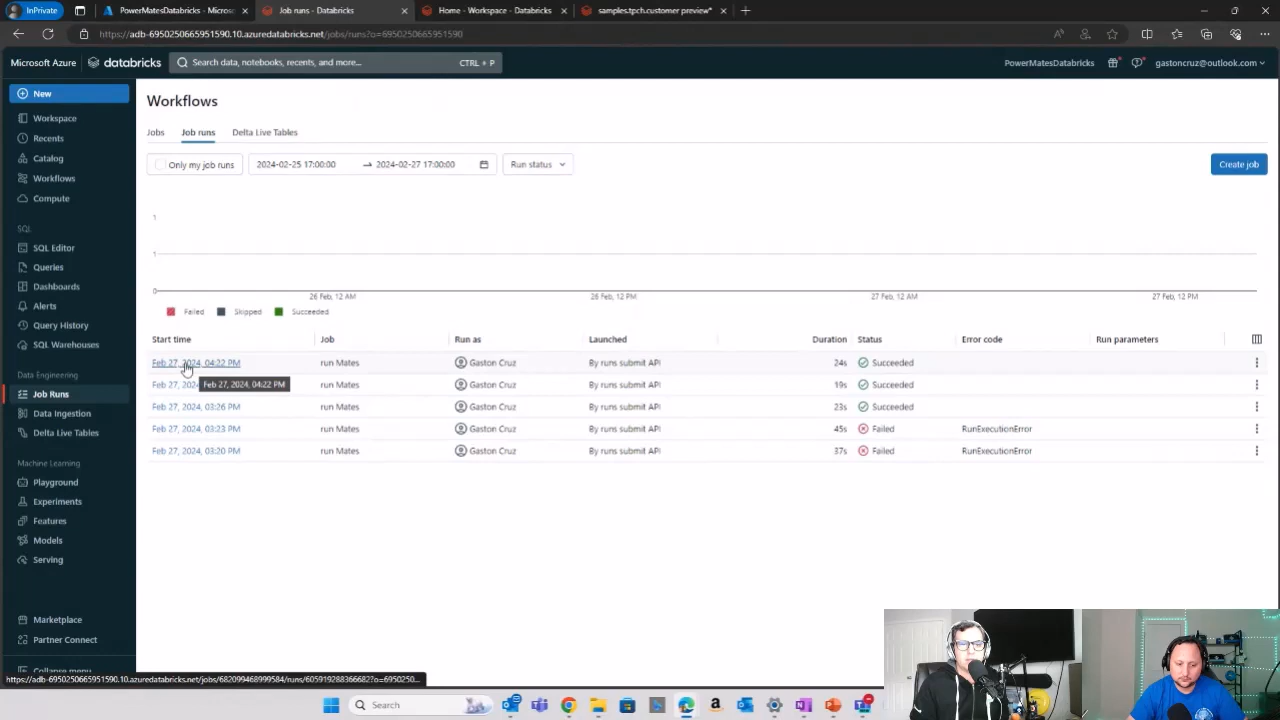 InPrivate
PowerMatesDatabricks - Micros
Job runs - Databricks
Home - Workspace - Databricks
samples.tpch.customer preview*
https://adb-6950250665951590.10.azuredatabricks.net/jobs/runs?o=6950250665951590
Microsoft Azure
databricks
Search data, notebooks, recents, and more...
CTRL + P
PowerMatesDatabricks
gastoncruz@outlook.com
New
Workspace
Recents
Catalog
Workflows
Compute
SQL
SQL Editor
Queries
Dashboards
Alerts
Query History
SQL Warehouses
Data Engineering
Job Runs
Data Ingestion
Delta Live Tables
Machine Learning
Playground
Experiments
Features
Models
Serving
Marketplace
Partner Connect
Collapse menu
Workflows
Jobs Job runs Delta Live Tables
Only my job runs 2024-02-25 17:00:00 → 2024-02-27 17:00:00 Run status Create job
1
1
0
26 Feb, 12 AM 26 Feb, 12 PM 27 Feb, 12 AM 27 Feb, 12 PM
Failed Skipped Succeeded
Start time Job Run as Launched Duration Status Error code Run parameters
Feb 27, 2024, 04:22 PM run Mates Gaston Cruz By runs submit API 24s Succeeded
Feb 27, 202 run Mates Gaston Cruz By runs submit API 19s Succeeded
Feb 27, 2024, 04:22 PM
Feb 27, 2024, 03:26 PM run Mates Gaston Cruz By runs submit API 23s Succeeded
Feb 27, 2024, 03:23 PM run Mates Gaston Cruz By runs submit API 45s Failed RunExecutionError
Feb 27, 2024, 03:20 PM run Mates Gaston Cruz By runs submit API 37s Failed RunExecutionError
Search